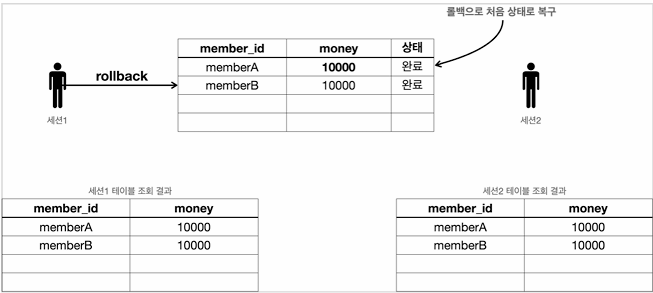 롤백으로 처음 상태로 복구
member_id money 상태
memberA 10000 완료
memberB 10000 완료
rollback
세션1
세션2
세션1 테이블 조회 결과
member_id money
memberA 10000
memberB 10000
세션2 테이블 조회 결과
member_id money
memberA 10000
memberB 10000